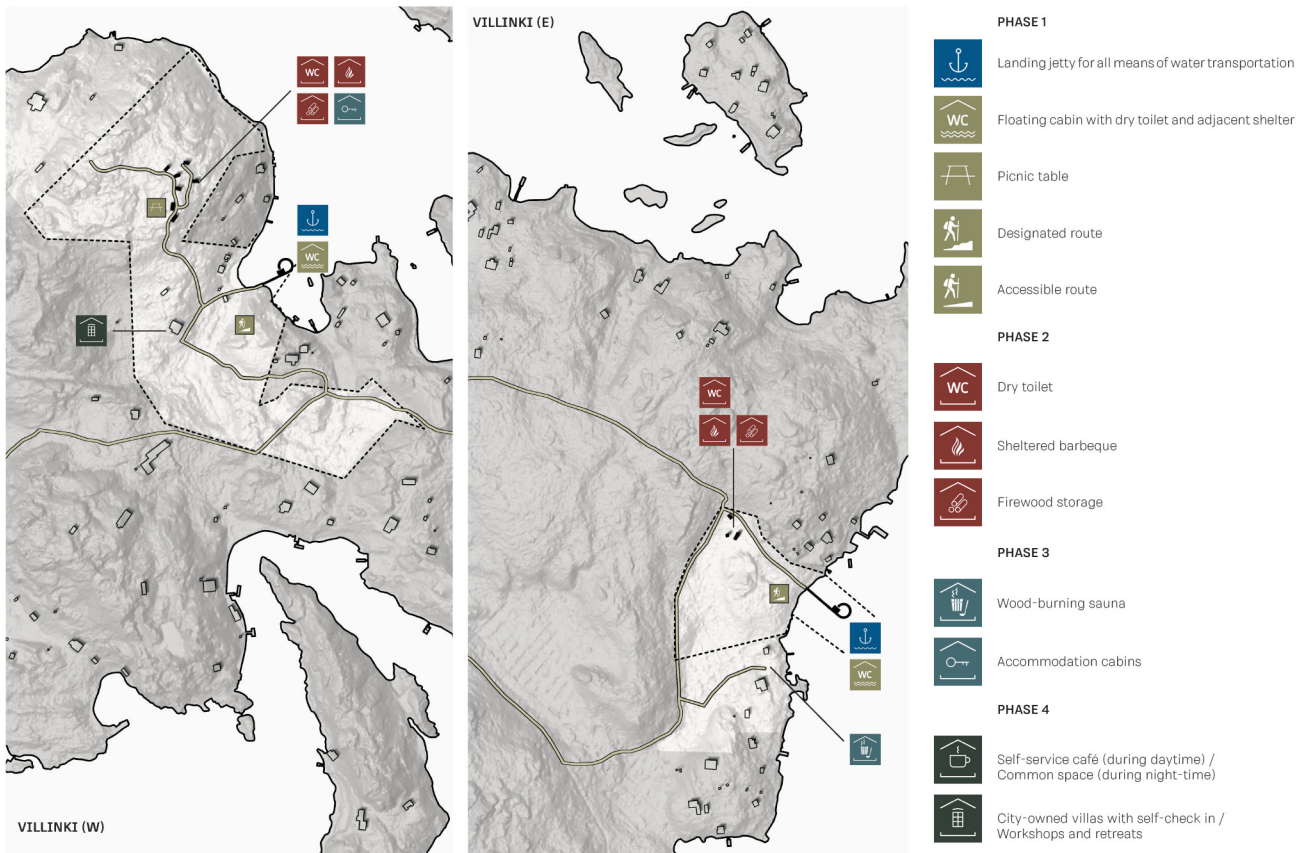 VILLINKI (W)
WC
WC
VILLINKI (E)
WC
WC
PHASE 1
Landing jetty for all means of water transportation
WC
Floating cabin with dry toilet and adjacent shelter
Picnic table
Designated route
Accessible route
PHASE 2
WC
Dry toilet
Sheltered barbeque
Firewood storage
PHASE 3
Wood-burning sauna
Accommodation cabins
PHASE 4
Self-service café (during daytime) /
Common space (during night-time)
City-owned villas with self-check in /
Workshops and retreats